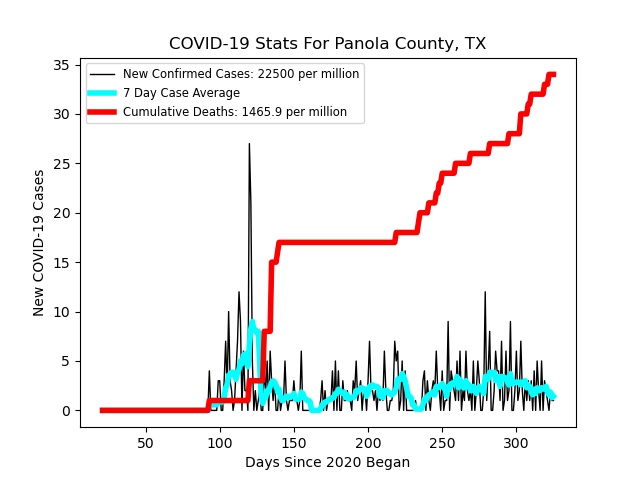 COVID-19 Stats For Panola County, TX
New Confirmed Cases: 22500 per million
7 Day Case Average
Cumulative Deaths: 1465.9 per million
New COVID-19 Cases
35
30
25
20
15
10
5
0
50
100
150
200
250
300
Days Since 2020 Began